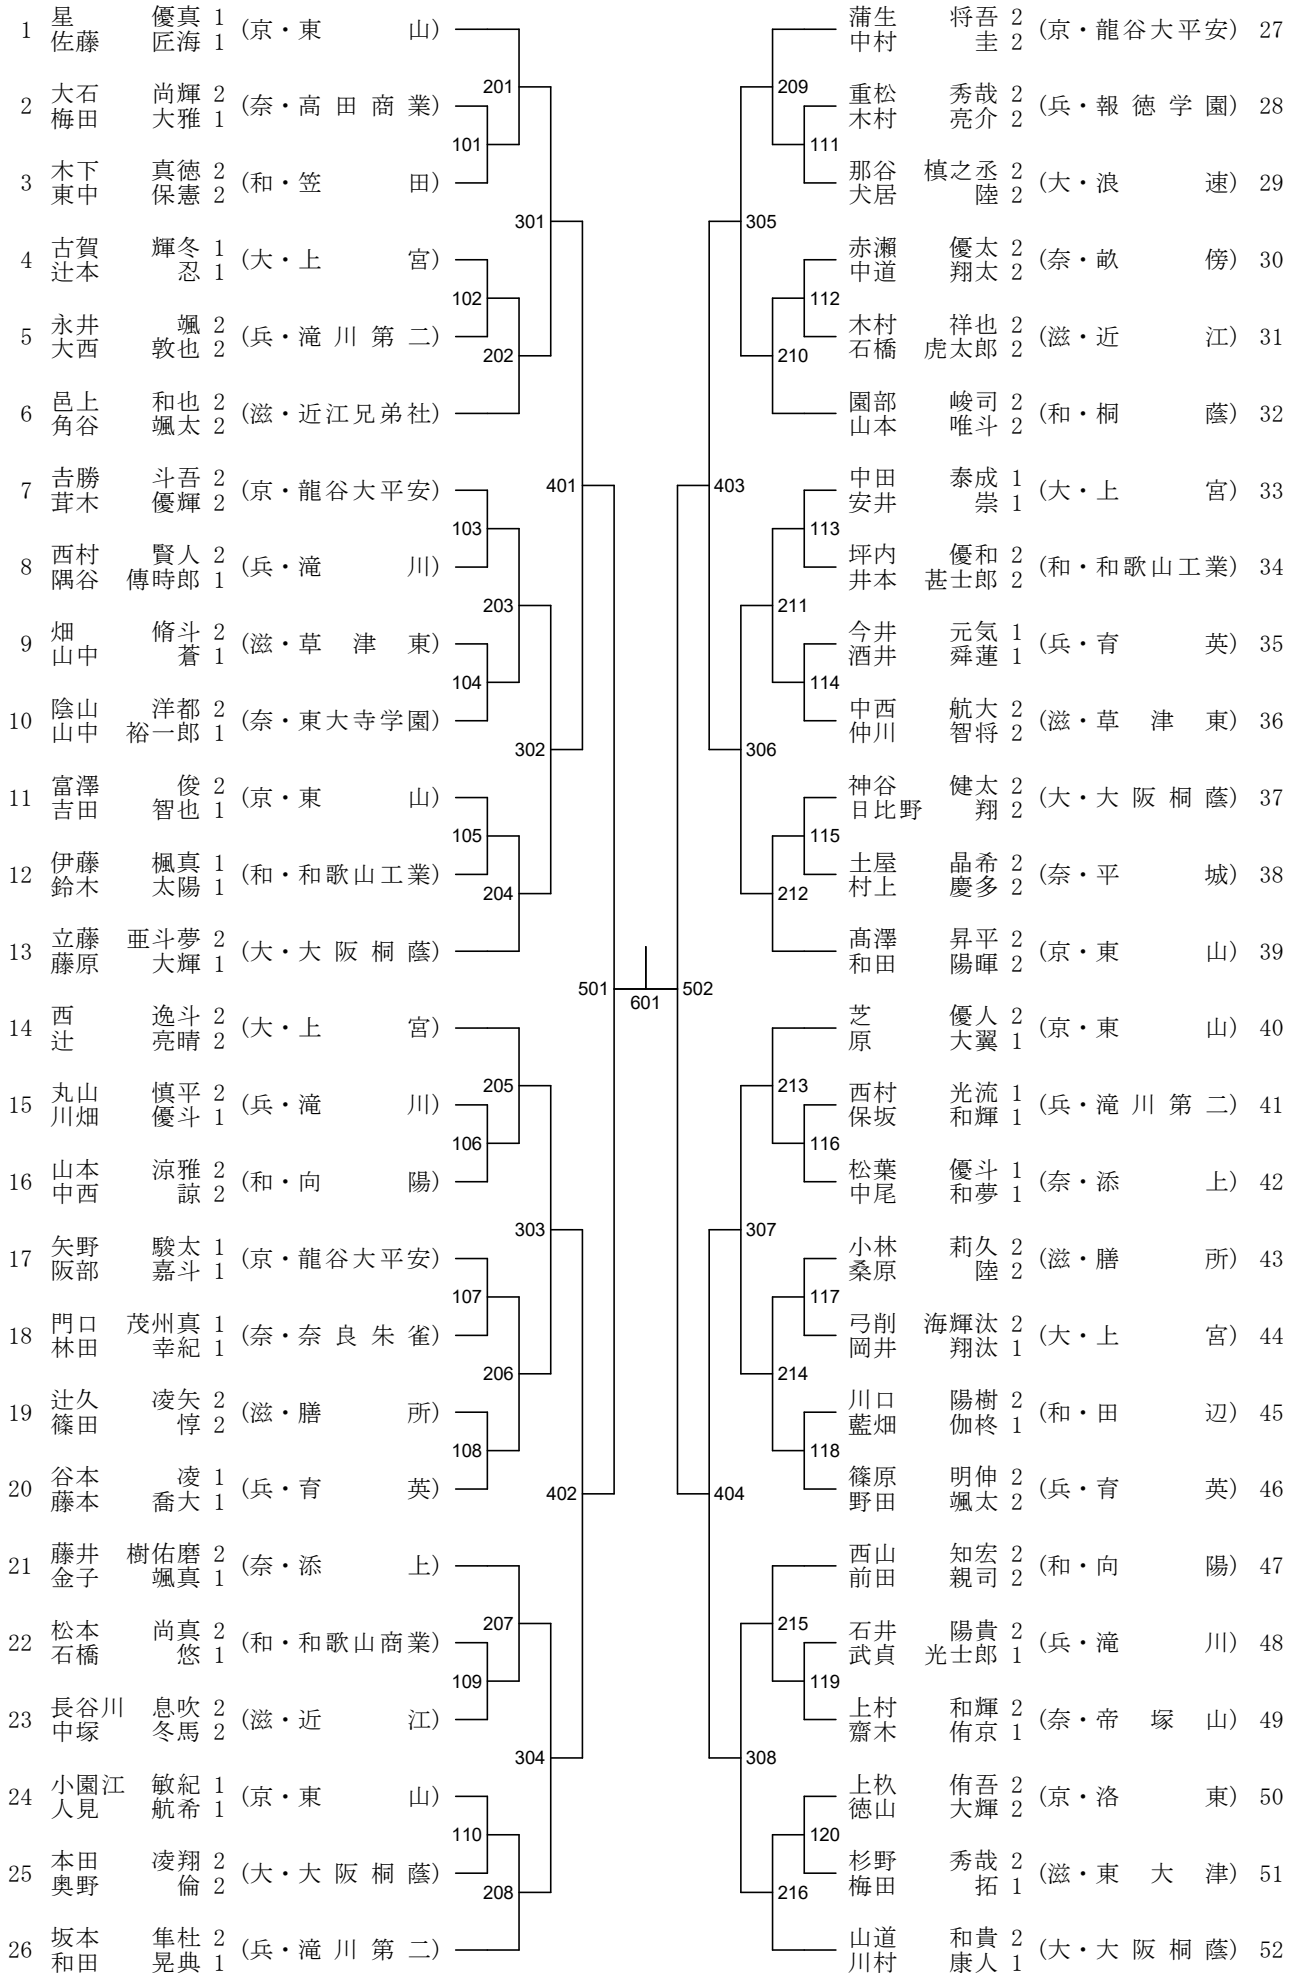 1 星 優真 1 (京・東 山)
佐藤 匠海 1
2 大石 尚輝 2 (奈・高田商業)
梅田 大雅 1
3 木下 真徳 2 (和・笠 田)
東中 保憲 2
4 古賀 輝冬 1 (大・上 宮)
辻本 忍 1
5 永井 颯 2 (兵・滝川第二)
大西 敦也 2
6 邑上 和也 2 (滋・近江兄弟社)
角谷 颯太 2
7 吉勝 斗吾 2 (京・龍谷大平安)
茸木 優輝 2
8 西村 賢人 2 (兵・滝 川)
隅谷 傳時郎 1
9 畑 脩斗 2 (滋・草津東)
山中 蒼 1
10 陰山 洋都 2 (奈・東大寺学園)
山中 裕一郎 1
11 富澤 俊 2 (京・東 山)
吉田 智也 1
12 伊藤 楓真 1 (和・和歌山工業)
鈴木 太陽 1
13 立藤 亜斗夢 2 (大・大阪桐蔭)
藤原 大輝 1
14 西 逸斗 2 (大・上 宮)
辻 亮晴 2
15 丸山 慎平 2 (兵・滝 川)
川畑 優斗 1
16 山本 涼雅 2 (和・向 陽)
中西 諒 2
17 矢野 駿太 1 (京・龍谷大平安)
阪部 嘉斗 1
18 門口 茂州真 1 (奈・奈良朱雀)
林田 幸紀 1
19 辻久 凌矢 2 (滋・膳 所)
篠田 惇 2
20 谷本 凌 1 (兵・育 英)
藤本 喬大 1
21 藤井 樹佑磨 2 (奈・添 上)
金子 颯真 1
22 松本 尚真 2 (和・和歌山商業)
石橋 悠 1
23 長谷川 息吹 2 (滋・近 江)
中塚 冬馬 2
24 小園江 敏紀 1 (京・東 山)
人見 航希 1
25 本田 凌翔 2 (大・大阪桐蔭)
奥野 倫 2
26 坂本 隼杜 2 (兵・滝川第二)
和田 晃典 1
101
102
103
104
105
106
107
108
109
110
201
202
203
204
205
206
207
208
301
302
303
304
401
402
501
601
502
403
404
305
306
307
308
209
210
211
212
213
214
215
216
111
112
113
114
115
116
117
118
119
120
蒲生 将吾 2 (京・龍谷大平安) 27
中村 圭 2
重松 秀哉 2 (兵・報徳学園) 28
木村 亮介 2
那谷 槙之丞 2 (大・浪 速) 29
犬居 陸 2
赤瀬 優太 2 (奈・畝 傍) 30
中道 翔太 2
木村 祥也 2 (滋・近 江) 31
石橋 虎太郎 2
園部 峻司 2 (和・桐 蔭) 32
山本 唯斗 2
中田 泰成 1 (大・上 宮) 33
安井 崇 1
坪内 優和 2 (和・和歌山工業) 34
井本 甚士郎 2
今井 元気 1 (兵・育 英) 35
酒井 舜蓮 1
中西 航大 2 (滋・草津東) 36
仲川 智将 2
神谷 健太 2 (大・大阪桐蔭) 37
日比野 翔 2
土屋 晶希 2 (奈・平 城) 38
村上 慶多 2
髙澤 昇平 2 (京・東 山) 39
和田 陽暉 2
芝 優人 2 (京・東 山) 40
原 大翼 1
西村 光流 1 (兵・滝川第二) 41
保坂 和輝 1
松葉 優斗 1 (奈・添 上) 42
中尾 和夢 1
小林 莉久 2 (滋・膳 所) 43
桑原 陸 2
弓削 海輝汰 2 (大・上 宮) 44
岡井 翔汰 1
川口 陽樹 2 (和・田 辺) 45
藍畑 伽柊 1
篠原 明伸 2 (兵・育 英) 46
野田 颯太 2
西山 知宏 2 (和・向 陽) 47
前田 親司 2
石井 陽貴 2 (兵・滝 川) 48
武貞 光士郎 1
上村 和輝 2 (奈・帝塚山) 49
齋木 侑京 1
上杦 侑吾 2 (京・洛 東) 50
徳山 大輝 2
杉野 秀哉 2 (滋・東大津) 51
梅田 拓 1
山道 和貴 2 (大・大阪桐蔭) 52
川村 康人 1